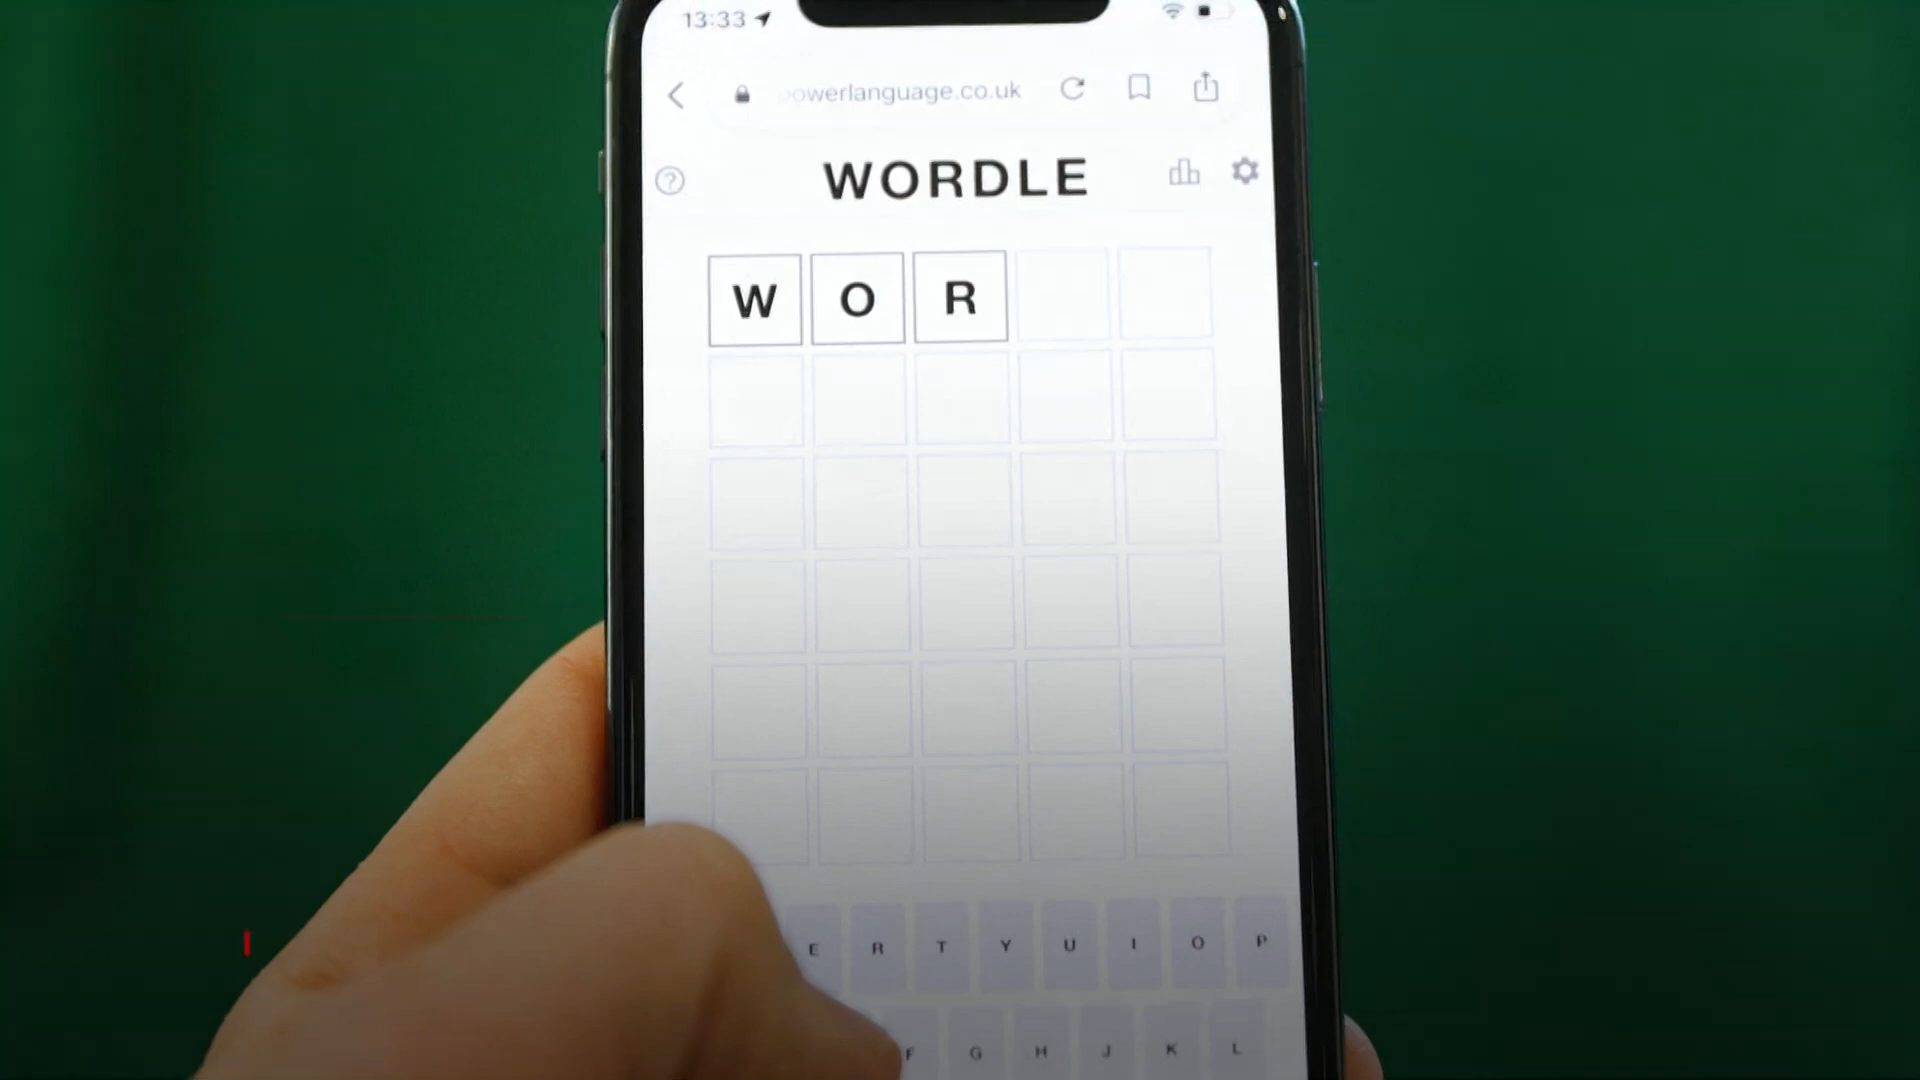 13:33
owerlanguage.co.uk
WORDLE
W O R
E R T Y U I O P
F G H J K L